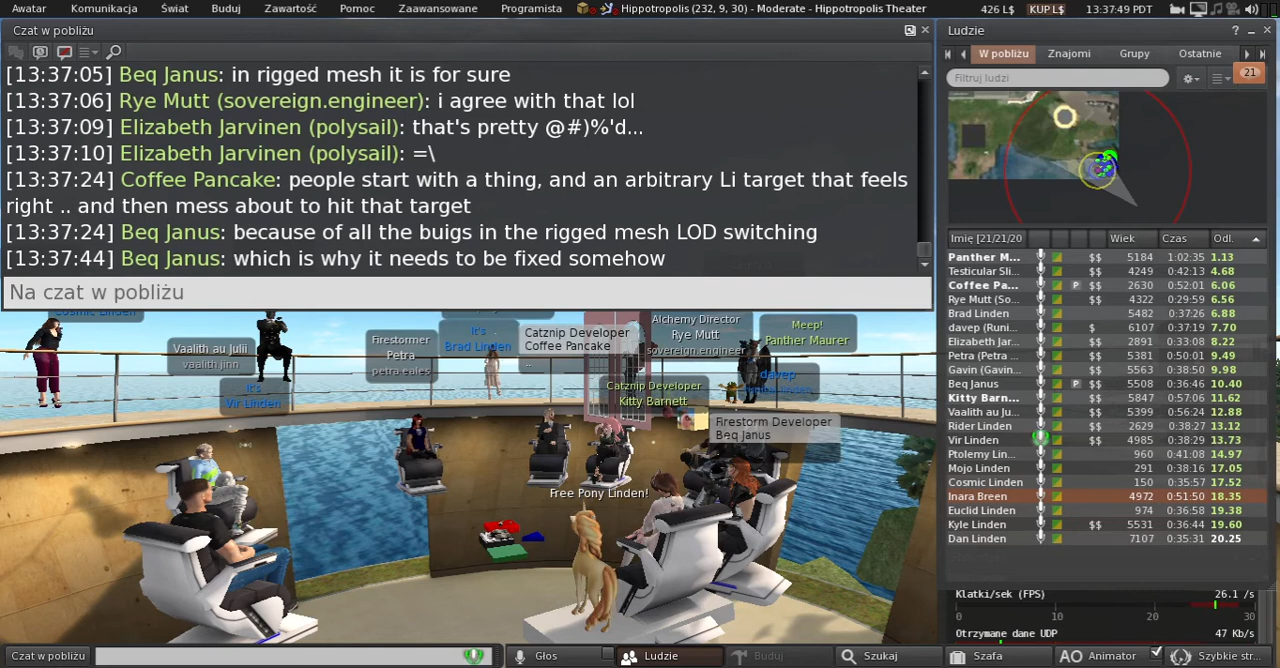 Awatar Komunikacja Świat Buduj Zawartość Pomoc Zaawansowane Programista Hippotropolis (232, 9, 30) - Moderate - Hippotropolis Theater 426 L$ KUP L$ 13:37:49 PDT
Czat w pobliżu
[13:37:05] Beq Janus: in rigged mesh it is for sure
[13:37:06] Rye Mutt (sovereign.engineer): i agree with that lol
[13:37:09] Elizabeth Jarvinen (polysail): that's pretty @#)%'d...
[13:37:10] Elizabeth Jarvinen (polysail): =\
[13:37:24] Coffee Pancake: people start with a thing, and an arbitrary Li target that feels
right .. and then mess about to hit that target
[13:37:24] Beq Janus: because of all the buigs in the rigged mesh LOD switching
[13:37:44] Beq Janus: which is why it needs to be fixed somehow
Na czat w pobliżu
Cosmic Linden
Vaalith au Julii
vaalith.jinn
It's
Vir Linden
Firestormer
Petra
petra eales
It's
Brad Linden
Catznip Developer
Coffee Pancake
..
Alchemy Director
Rye Mutt
sovereign.engineer
Meep!
Panther Maurer
davep
Catznip Developer
Kitty Barnett
Firestorm Developer
Beq Janus
Free Pony Linden!
Ludzie
W pobliżu Znajomi Grupy Ostatnie
Filtruj ludzi
21
Imię [21/21/20 Wiek Czas Odl.
Panther M... $$ 5184 1:02:35 1.13
Testicular Sli... $$ 4249 0:42:13 4.68
Coffee Pa... P $$ 2630 0:52:01 6.06
Rye Mutt (So... $$ 4322 0:29:59 6.56
Brad Linden 5482 0:37:26 6.88
davep (Runi... $ 6107 0:37:19 7.70
Elizabeth Jar... $ 2891 0:33:08 8.22
Petra (Petra ... $$ 5381 0:50:01 9.49
Gavin (Gavin... $$ 5563 0:38:50 9.98
Beq Janus P $$ 5508 0:36:46 10.40
Kitty Barn... $$ 5847 0:57:06 11.62
Vaalith au Ju... $$ 5399 0:56:24 12.88
Rider Linden $$ 2629 0:38:27 13.12
Vir Linden $$ 4985 0:38:29 13.73
Ptolemy Lin... 960 0:41:08 14.97
Mojo Linden 291 0:38:16 17.05
Cosmic Linden 150 0:35:57 17.52
Inara Breen 4972 0:51:50 18.35
Euclid Linden 974 0:36:58 19.38
Kyle Linden $$ 5531 0:36:44 19.60
Dan Linden 7107 0:35:31 20.25
Klatki/sek (FPS) 26.1 /s
0 10 20 30
Otrzymane dane UDP 47 Kb/s
Czat w pobliżu Głos Ludzie Buduj Szukaj Szafa AO Animator Szybkie str...